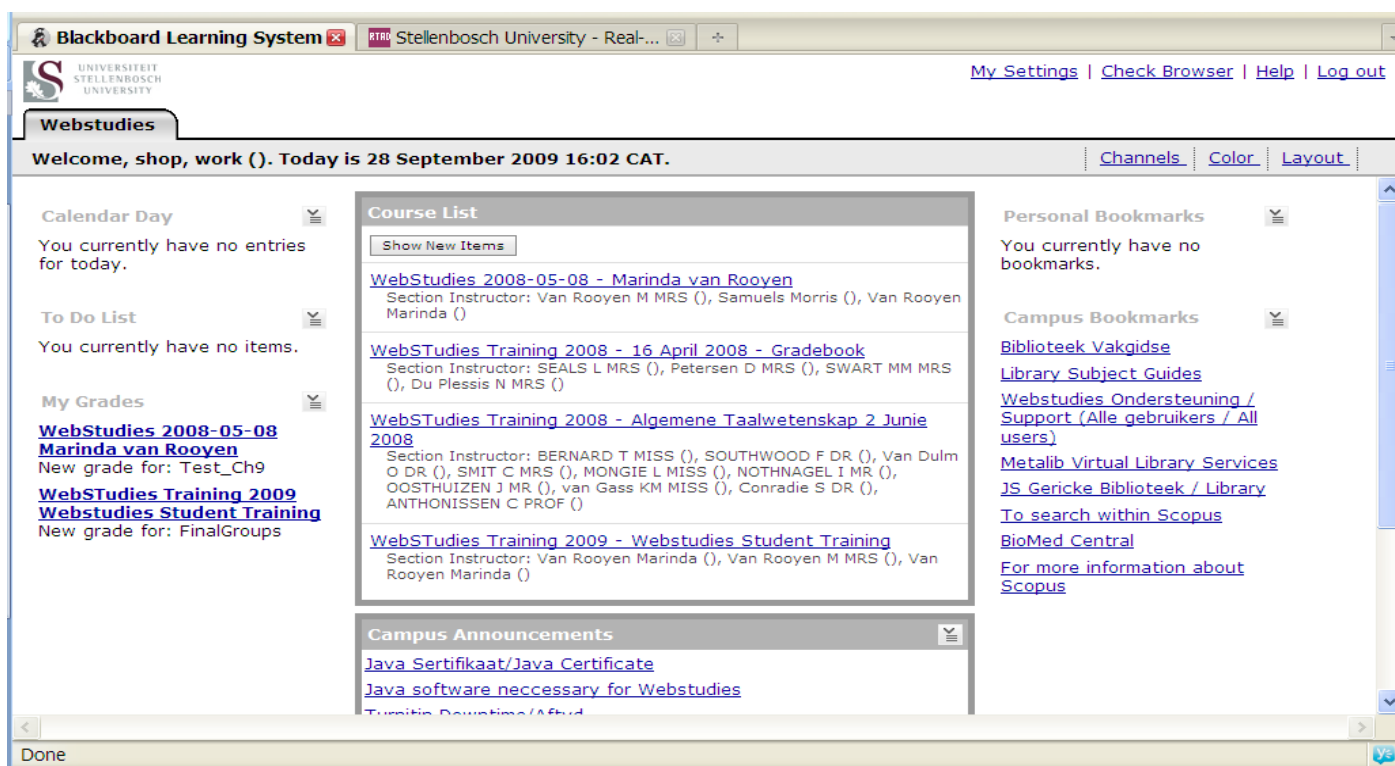 Blackboard Learning System
RTAD Stellenbosch University - Real-...
UNIVERSITEIT
STELLENBOSCH
UNIVERSITY
My Settings | Check Browser | Help | Log out
Webstudies
Welcome, shop, work (). Today is 28 September 2009 16:02 CAT.
Channels Color Layout
Calendar Day
You currently have no entries
for today.
To Do List
You currently have no items.
My Grades
WebStudies 2008-05-08
Marinda van Rooyen
New grade for: Test_Ch9
WebSTudies Training 2009
Webstudies Student Training
New grade for: FinalGroups
Course List
Show New Items
WebStudies 2008-05-08 - Marinda van Rooyen
Section Instructor: Van Rooyen M MRS (), Samuels Morris (), Van Rooyen
Marinda ()
WebSTudies Training 2008 - 16 April 2008 - Gradebook
Section Instructor: SEALS L MRS (), Petersen D MRS (), SWART MM MRS
(), Du Plessis N MRS ()
WebSTudies Training 2008 - Algemene Taalwetenskap 2 Junie
2008
Section Instructor: BERNARD T MISS (), SOUTHWOOD F DR (), Van Dulm
O DR (), SMIT C MRS (), MONGIE L MISS (), NOTHNAGEL I MR (),
OOSTHUIZEN J MR (), van Gass KM MISS (), Conradie S DR (),
ANTHONISSEN C PROF ()
WebSTudies Training 2009 - Webstudies Student Training
Section Instructor: Van Rooyen Marinda (), Van Rooyen M MRS (), Van
Rooyen Marinda ()
Campus Announcements
Java Sertifikaat/Java Certificate
Java software neccessary for Webstudies
Turnitin Downtime/Aftyd
Personal Bookmarks
You currently have no
bookmarks.
Campus Bookmarks
Biblioteek Vakgidse
Library Subject Guides
Webstudies Ondersteuning /
Support (Alle gebruikers / All
users)
Metalib Virtual Library Services
JS Gericke Biblioteek / Library
To search within Scopus
BioMed Central
For more information about
Scopus
Done